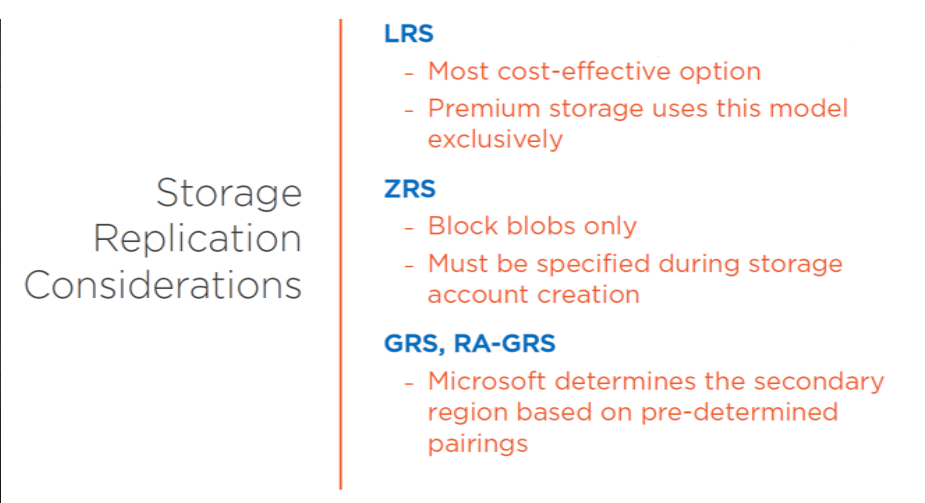 Storage
Replication
Considerations
LRS
- Most cost-effective option
- Premium storage uses this model
exclusively
ZRS
- Block blobs only
- Must be specified during storage
account creation
GRS, RA-GRS
- Microsoft determines the secondary
region based on pre-determined
pairings